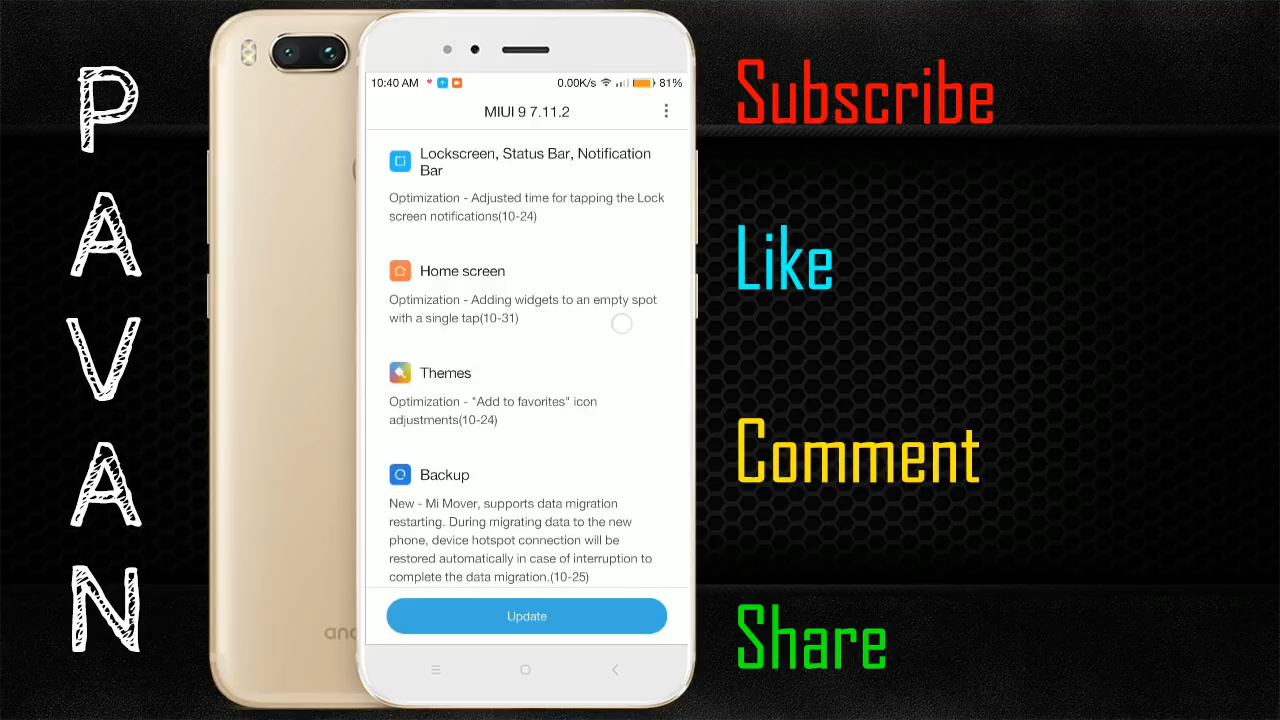 PAVAN
10:40 AM 0.00K/s 81%
MIUI 9 7.11.2
Lockscreen, Status Bar, Notification
Bar
Optimization - Adjusted time for tapping the Lock
screen notifications(10-24)
Home screen
Optimization - Adding widgets to an empty spot
with a single tap(10-31)
Themes
Optimization - "Add to favorites" icon
adjustments(10-24)
Backup
New - Mi Mover, supports data migration
restarting. During migrating data to the new
phone, device hotspot connection will be
restored automatically in case of interruption to
complete the data migration.(10-25)
Update
and
Subscribe
Like
Comment
Share